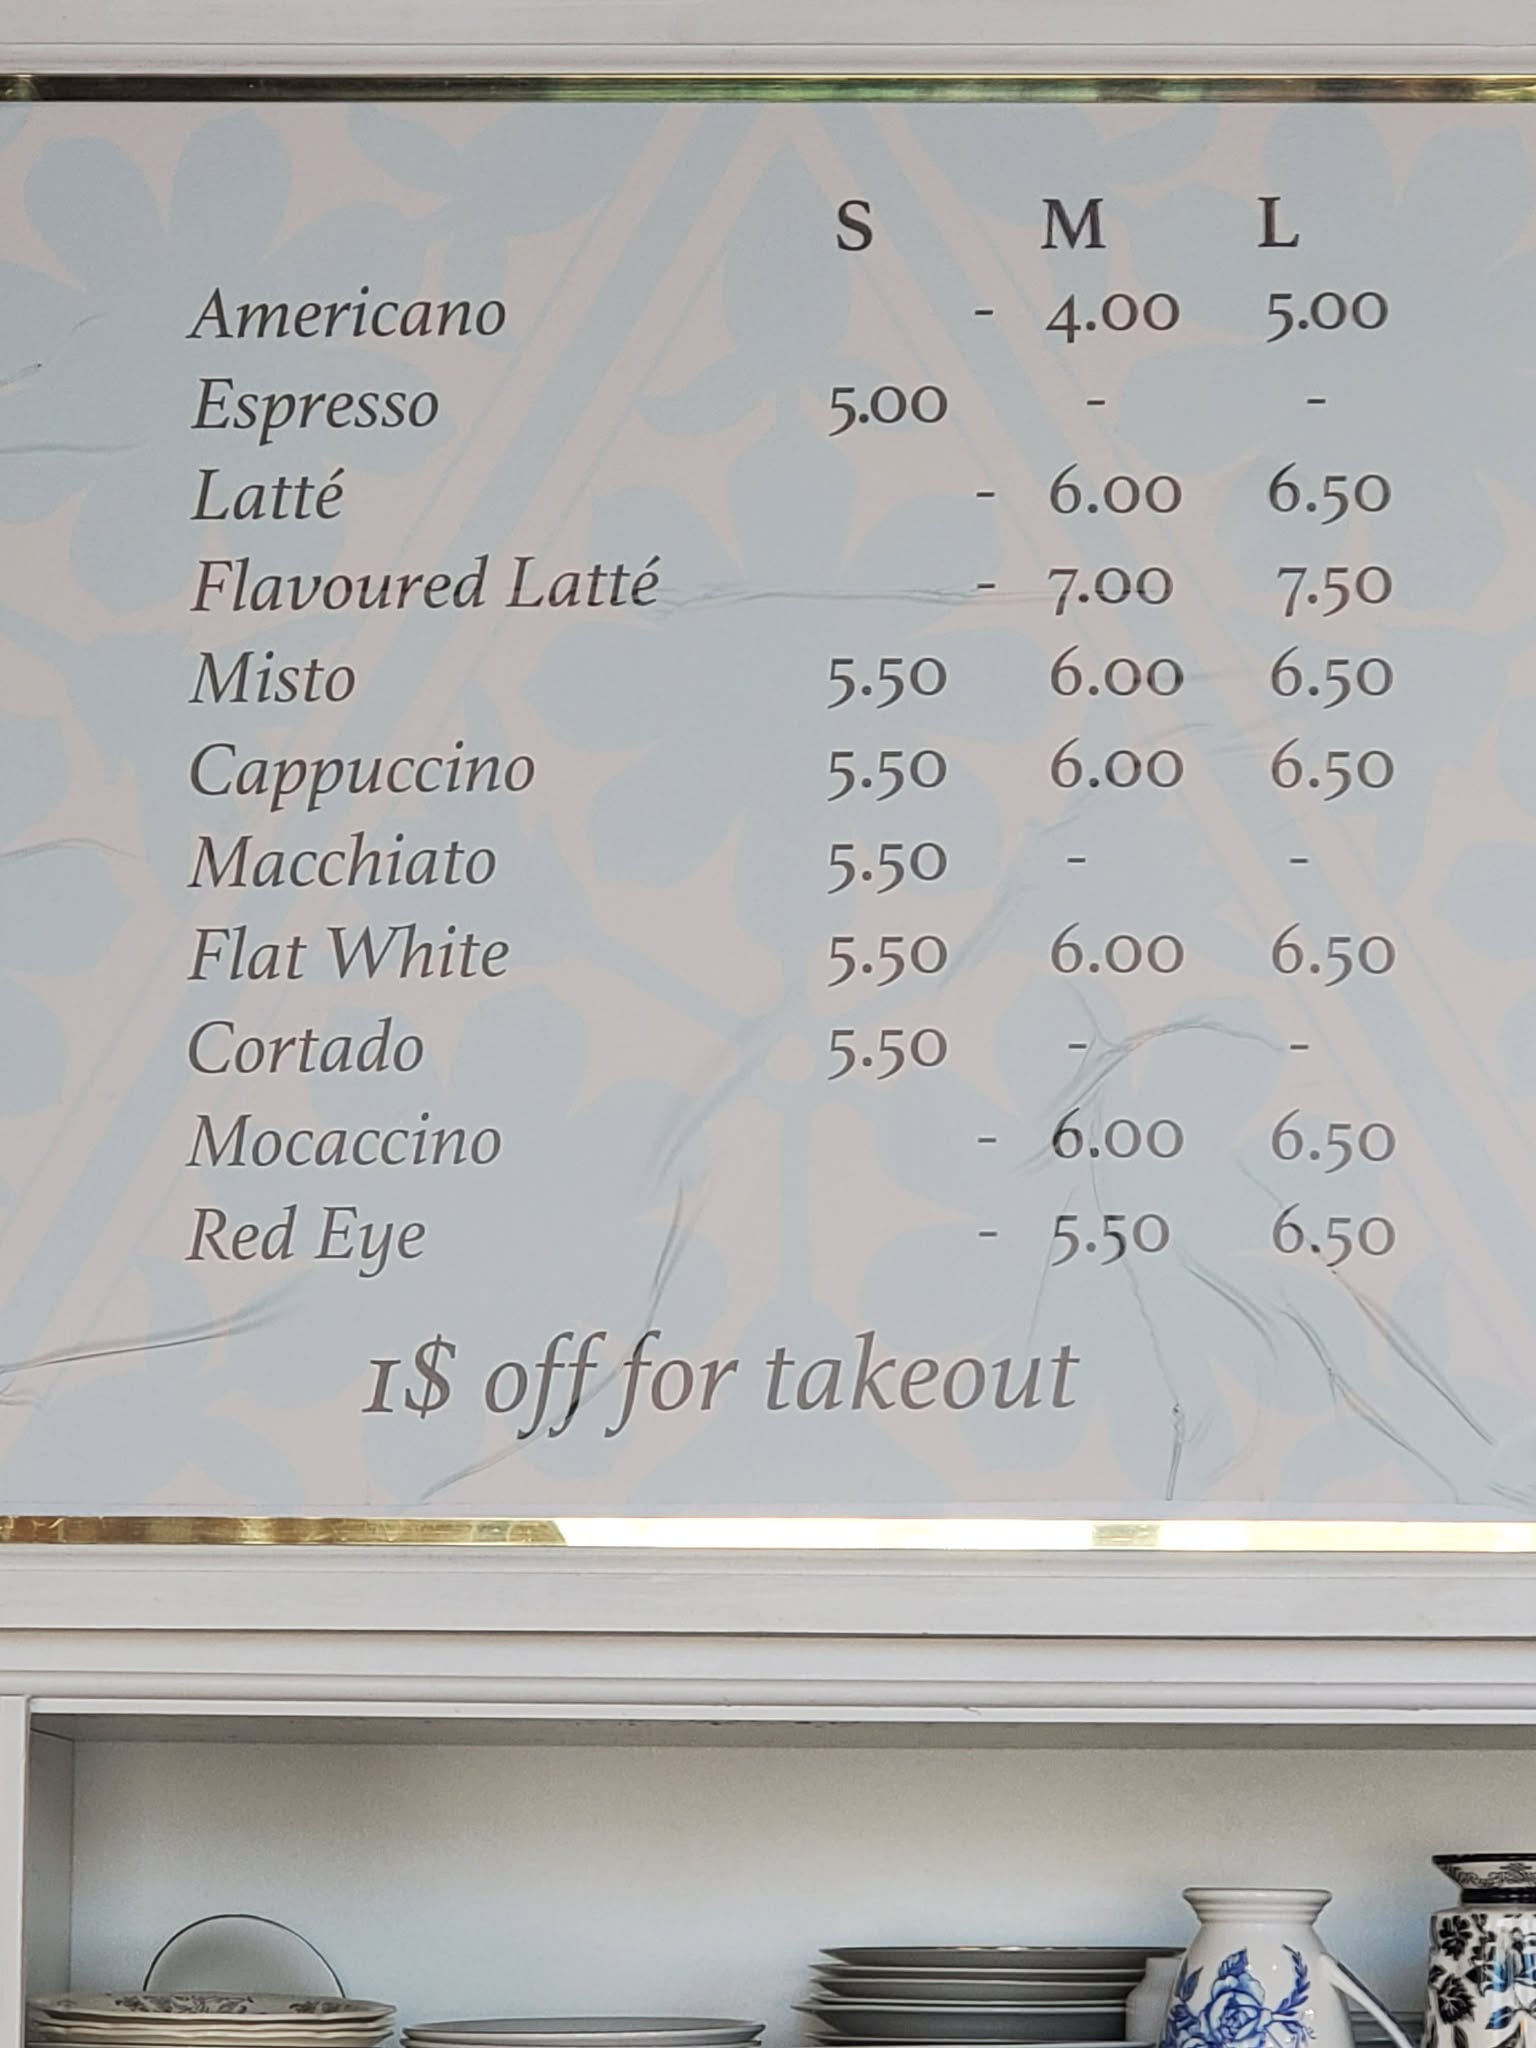 S M L
Americano - 4.00 5.00
Espresso 5.00 - -
Latté - 6.00 6.50
Flavoured Latté - 7.00 7.50
Misto 5.50 6.00 6.50
Cappuccino 5.50 6.00 6.50
Macchiato 5.50 - -
Flat White 5.50 6.00 6.50
Cortado 5.50 - -
Mocaccino - 6.00 6.50
Red Eye - 5.50 6.50
1$ off for takeout